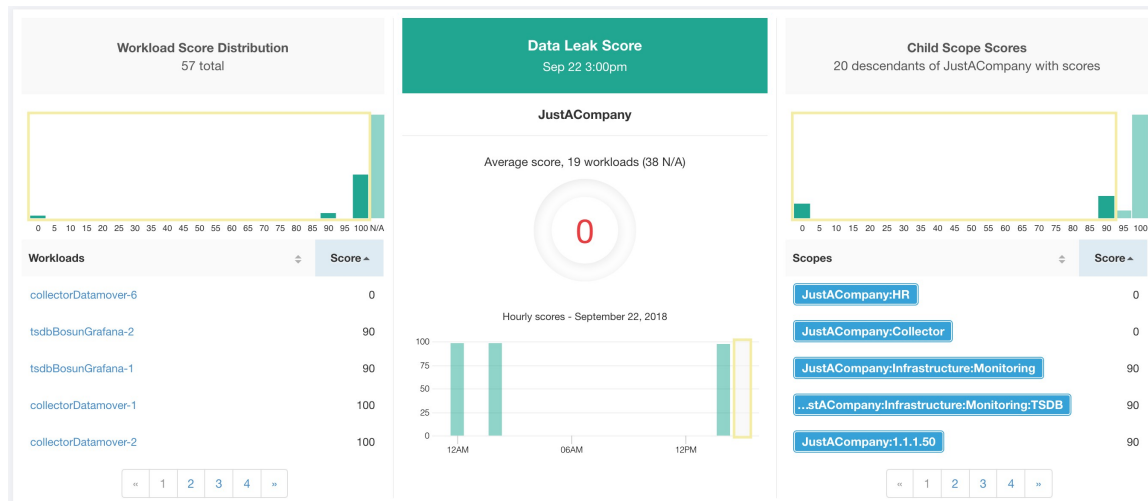 Workload Score Distribution
57 total
0 5 10 15 20 25 30 35 40 45 50 55 60 65 70 75 80 85 90 95 100 N/A
Workloads Score
collectorDatamover-6 0
tsdbBosunGrafana-2 90
tsdbBosunGrafana-1 90
collectorDatamover-1 100
collectorDatamover-2 100
« 1 2 3 4 »
Data Leak Score
Sep 22 3:00pm
JustACompany
Average score, 19 workloads (38 N/A)
0
Hourly scores - September 22, 2018
100
75
50
25
0
12AM 06AM 12PM
Child Scope Scores
20 descendants of JustACompany with scores
0 5 10 15 20 25 30 35 40 45 50 55 60 65 70 75 80 85 90 95 100
Scopes Score
JustACompany:HR 0
JustACompany:Collector 0
JustACompany:Infrastructure:Monitoring 90
...stACompany:Infrastructure:Monitoring:TSDB 90
JustACompany:1.1.1.50 90
« 1 2 3 4 »